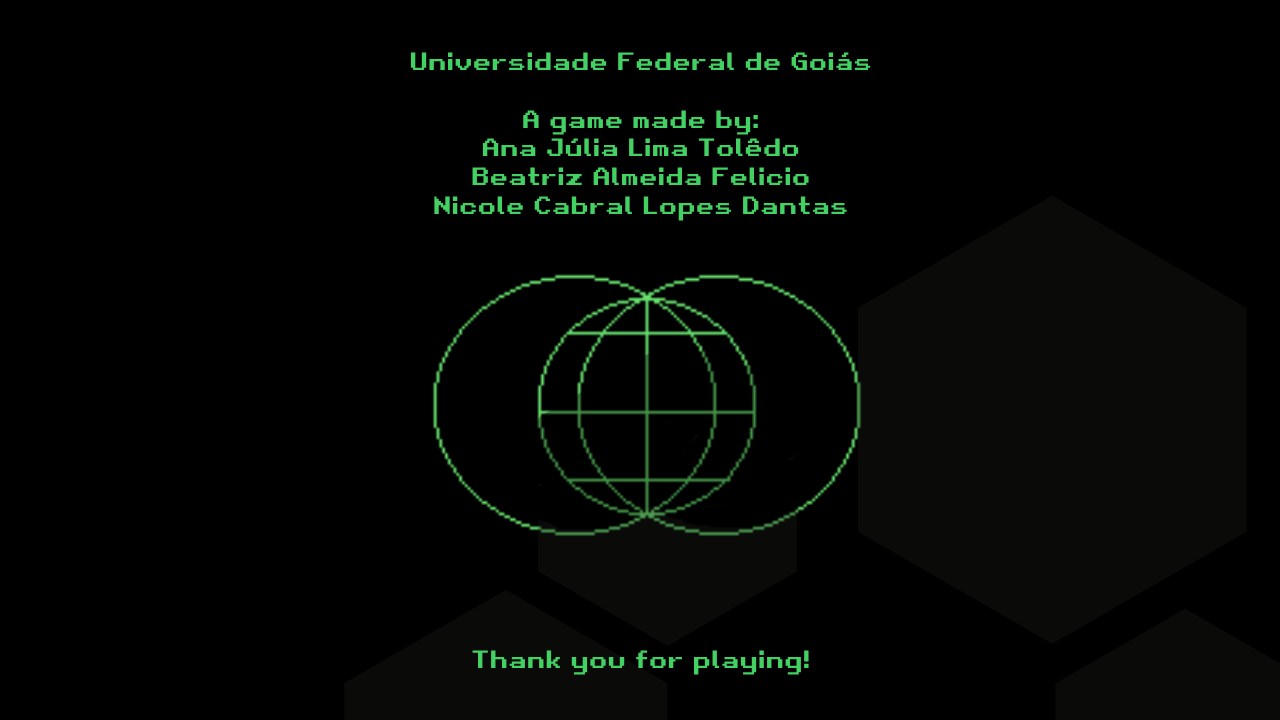 Universidade Federal de Goiás
A game made by:
Ana Júlia Lima Tolêdo
Beatriz Almeida Felicio
Nicole Cabral Lopes Dantas
Thank you for playing!